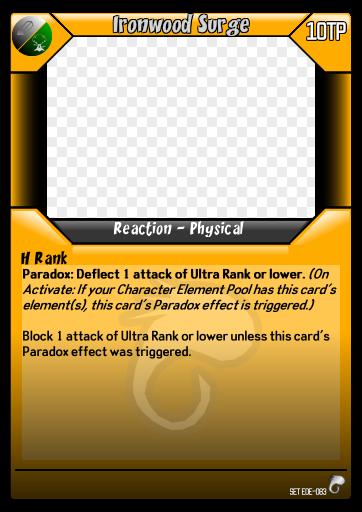 Ironwood Surge
10TP
Reaction - Physical
H Rank
Paradox: Deflect 1 attack of Ultra Rank or lower. (On
Activate: If your Character Element Pool has this card's
element(s), this card's Paradox effect is triggered.)
Block 1 attack of Ultra Rank or lower unless this card's
Paradox effect was triggered.
SET EOE-083